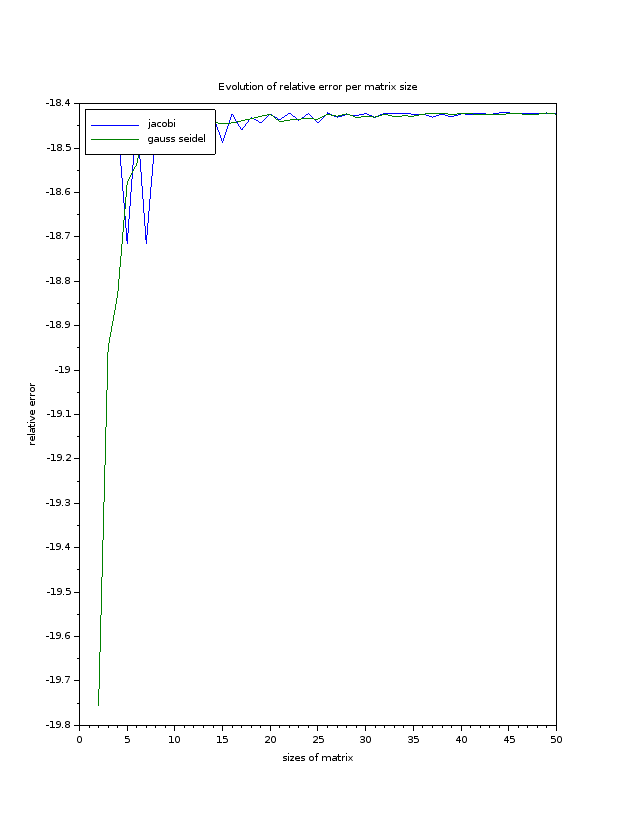 Evolution of relative error per matrix size
jacobi
gauss seidel
-18.4
-18.5
-18.6
-18.7
-18.8
-18.9
-19
-19.1
-19.2
-19.3
-19.4
-19.5
-19.6
-19.7
-19.8
relative error
0 5 10 15 20 25 30 35 40 45 50
sizes of matrix